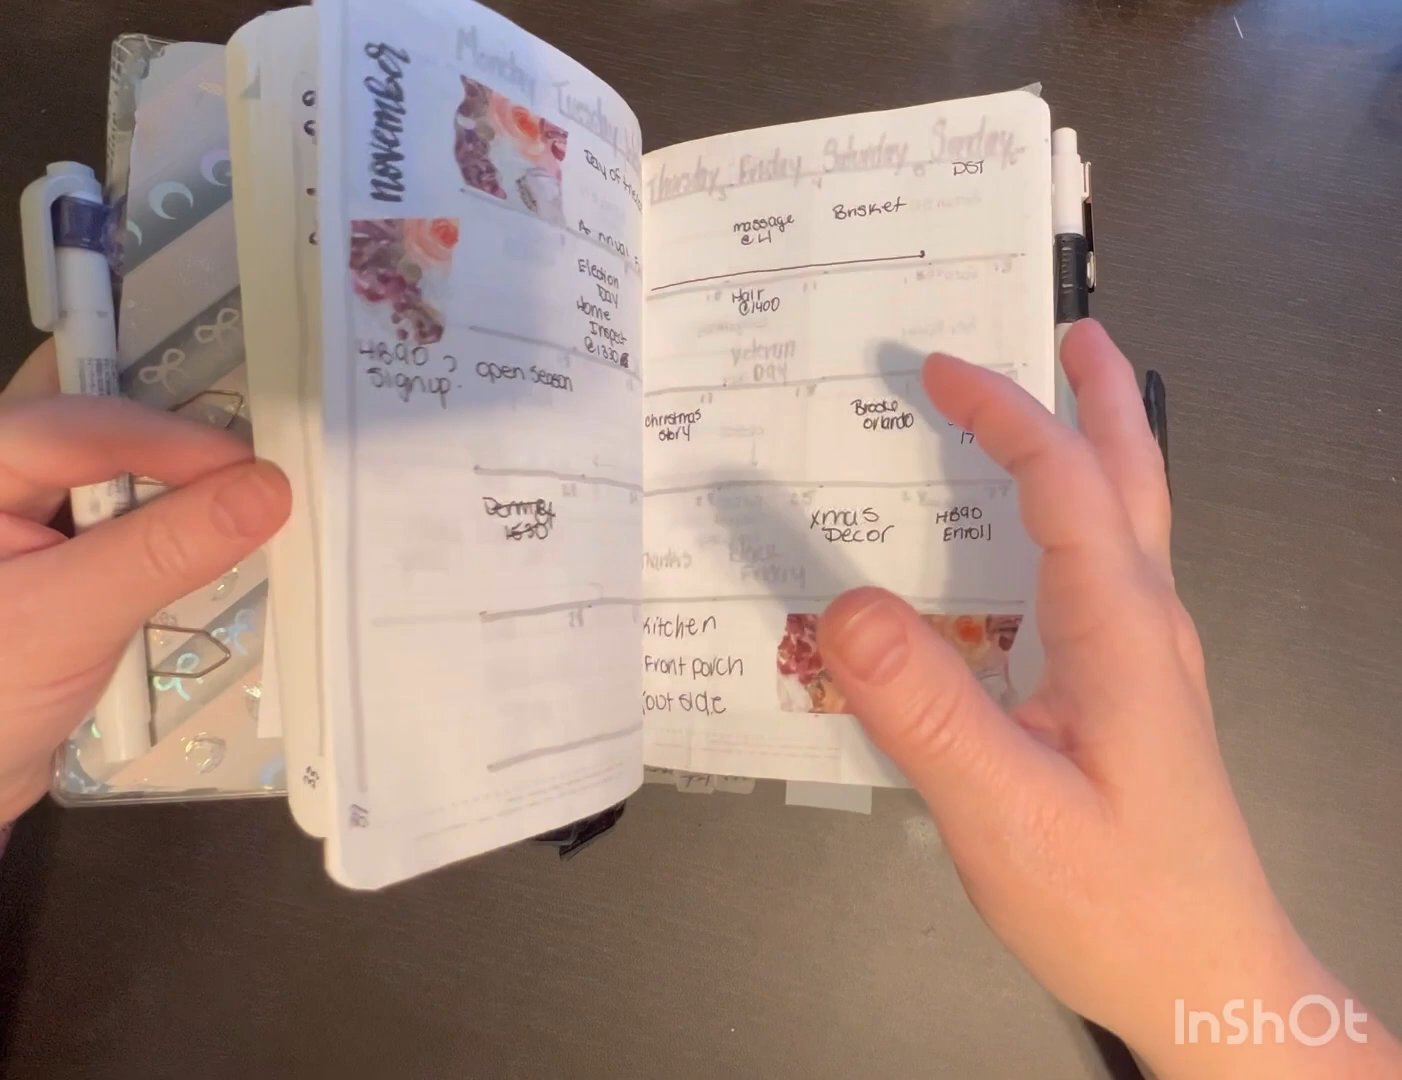 November
Monday
Tuesday
Day of the
Election
Day
Home
Inspect
@1330
HB90
Signup.
open season
Thursday Friday Saturday Sunday
DST
massage
@4
Brisket
Hair
@1400
Veteran
Day
christmas
story
Brooke
orlando
17
25
xmas
Decor
HB90
Enroll
Friday
Kitchen
Front porch
outside
InShOt